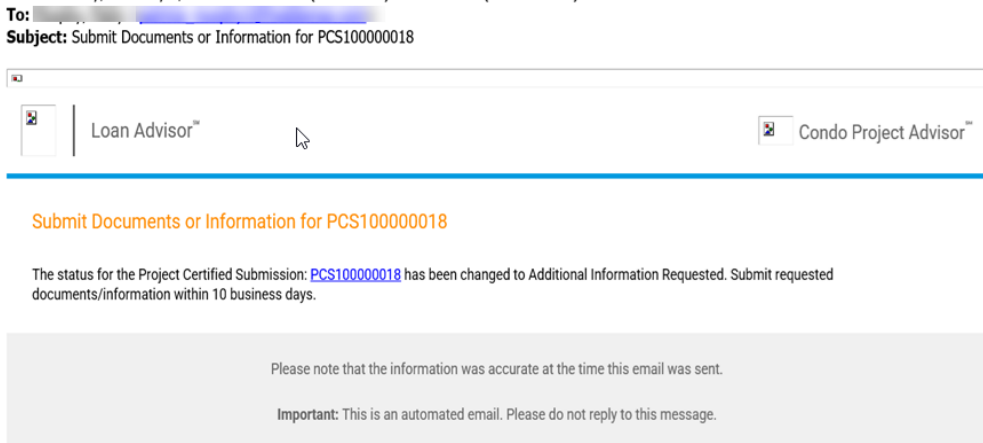 To:
Subject: Submit Documents or Information for PCS100000018
Loan Advisor℠
Condo Project Advisor℠
Submit Documents or Information for PCS100000018
The status for the Project Certified Submission: PCS100000018 has been changed to Additional Information Requested. Submit requested
documents/information within 10 business days.
Please note that the information was accurate at the time this email was sent.
Important: This is an automated email. Please do not reply to this message.